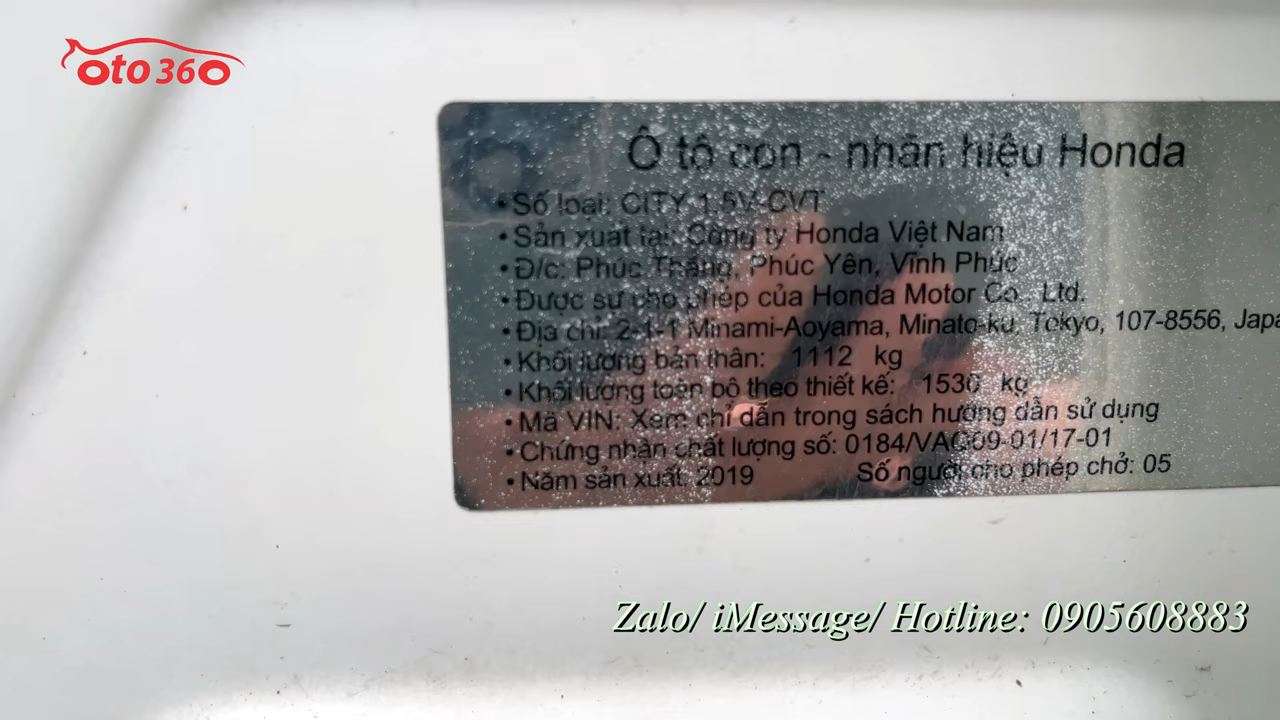 oto360
Ô tô con - nhãn hiệu Honda
• Số loại: CITY 1.5V-CVT
• Sản xuất tại: Công ty Honda Việt Nam
• Đ/c: Phúc Thắng, Phúc Yên, Vĩnh Phúc
• Được sự cho phép của Honda Motor Co., Ltd.
• Địa chỉ: 2-1-1 Minami-Aoyama, Minato-ku, Tokyo, 107-8556, Japa
• Khối lượng bản thân: 1112 kg
• Khối lượng toàn bộ theo thiết kế: 1530 kg
• Mã VIN: Xem chỉ dẫn trong sách hướng dẫn sử dụng
• Chứng nhận chất lượng số: 0184/VAQ09-01/17-01
• Năm sản xuất: 2019 Số người cho phép chở: 05
Zalo/ iMessage/ Hotline: 0905608883